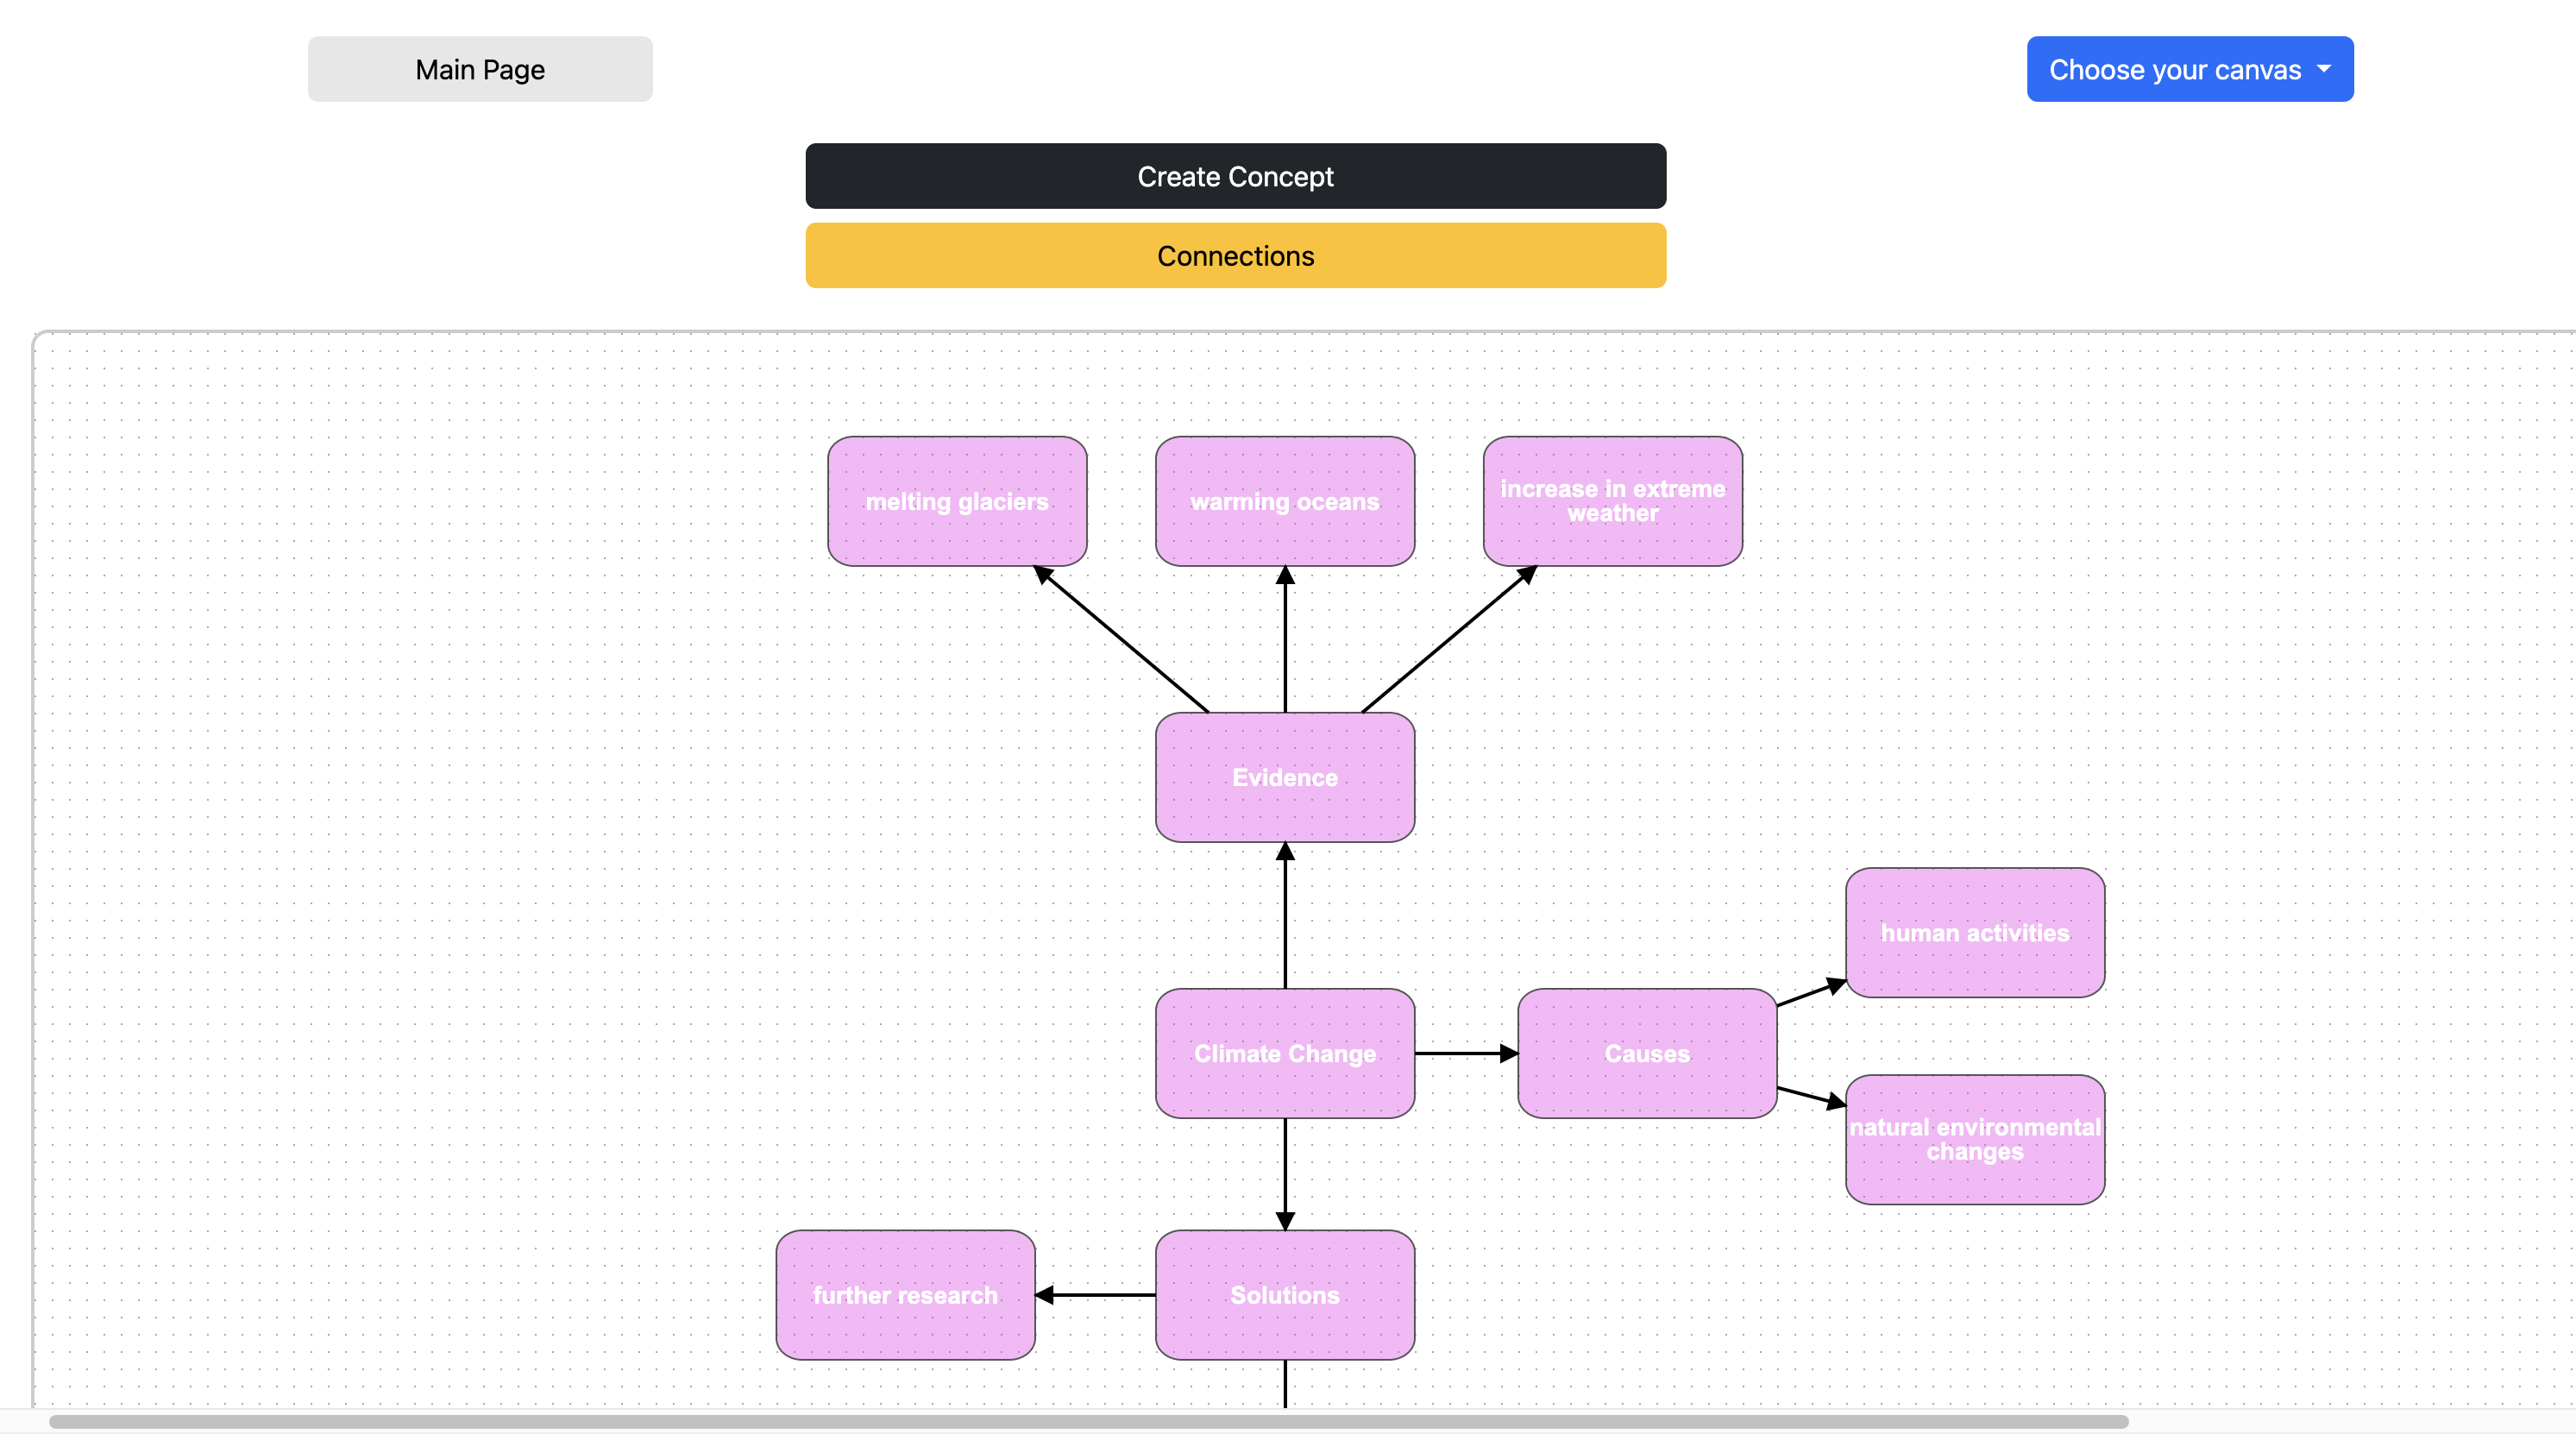 Main Page
Choose your canvas
Create Concept
Connections
melting glaciers
warming oceans
increase in extreme
weather
Evidence
human activities
Climate Change
Causes
natural environmental
changes
further research
Solutions